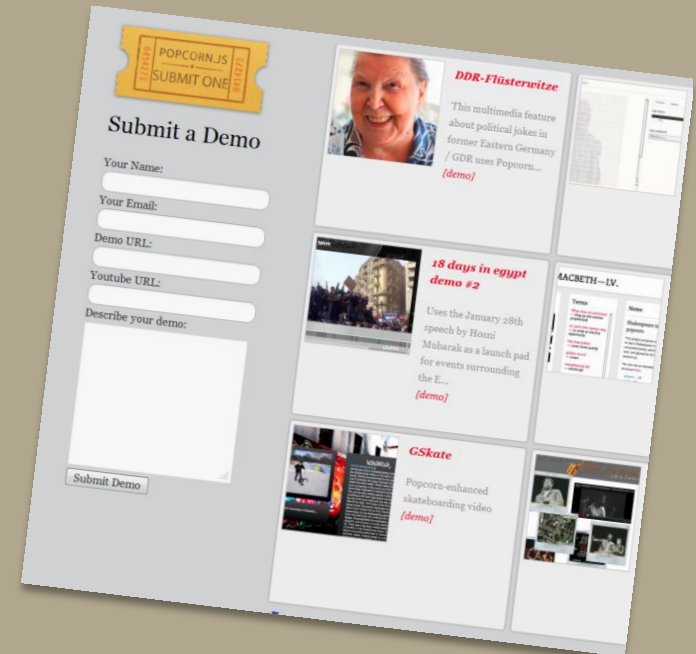 POPCORN.JS
SUBMIT ONE
0414273
Submit a Demo
Your Name:
Your Email:
Demo URL:
Youtube URL:
Describe your demo:
Submit Demo
DDR-Flüsterwitze
This multimedia feature
about political jokes in
former Eastern Germany
/ GDR uses Popcorn...
[demo]
18 days in egypt
demo #2
Uses the January 28th
speech by Hosni
Mubarak as a launch pad
for events surrounding
the E...
[demo]
MACBETH—I.V.
Terms
Notes
GSkate
Popcorn-enhanced
skateboarding video
[demo]